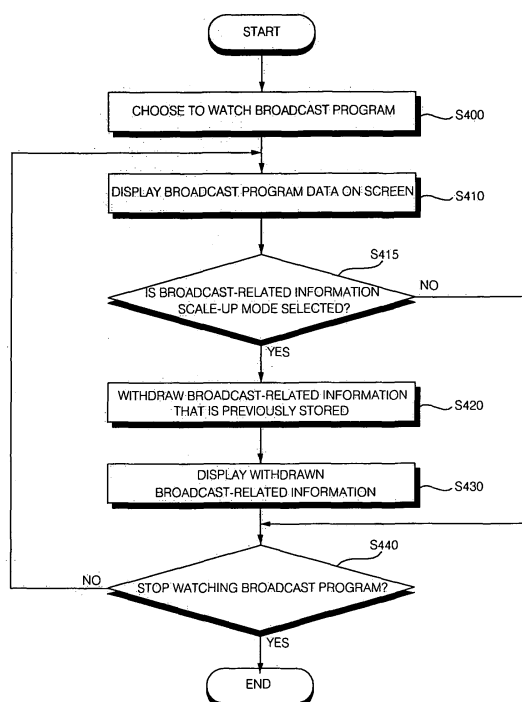 START
CHOOSE TO WATCH BROADCAST PROGRAM
S400
DISPLAY BROADCAST PROGRAM DATA ON SCREEN
S410
S415
IS BROADCAST-RELATED INFORMATION
SCALE-UP MODE SELECTED?
NO
YES
WITHDRAW BROADCAST-RELATED INFORMATION
THAT IS PREVIOUSLY STORED
S420
DISPLAY WITHDRAWN
BROADCAST-RELATED INFORMATION
S430
S440
NO
STOP WATCHING BROADCAST PROGRAM?
YES
END